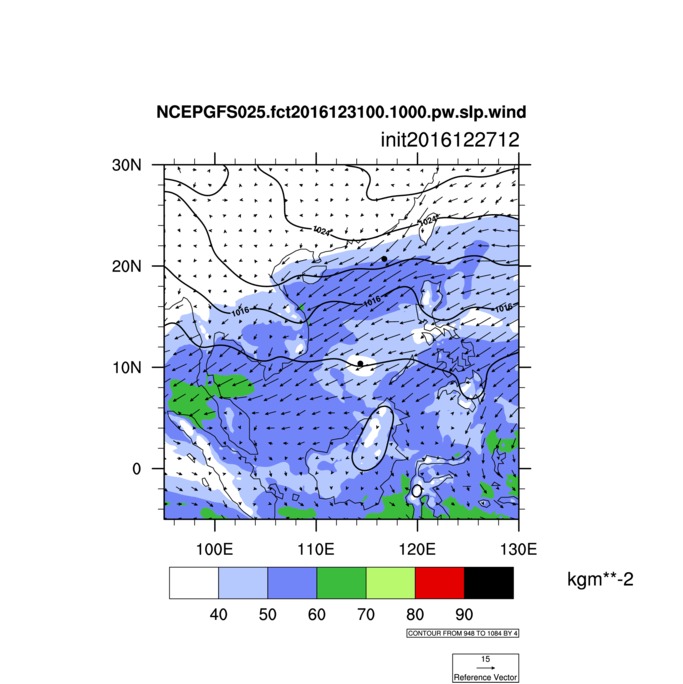 NCEPGFS025.fct2016123100.1000.pw.slp.wind
init2016122712
30N
1024
1024
20N
1016
1016
1016
10N
0
100E 110E 120E 130E
kgm**-2
40 50 60 70 80 90
CONTOUR FROM 948 TO 1084 BY 4
15
Reference Vector